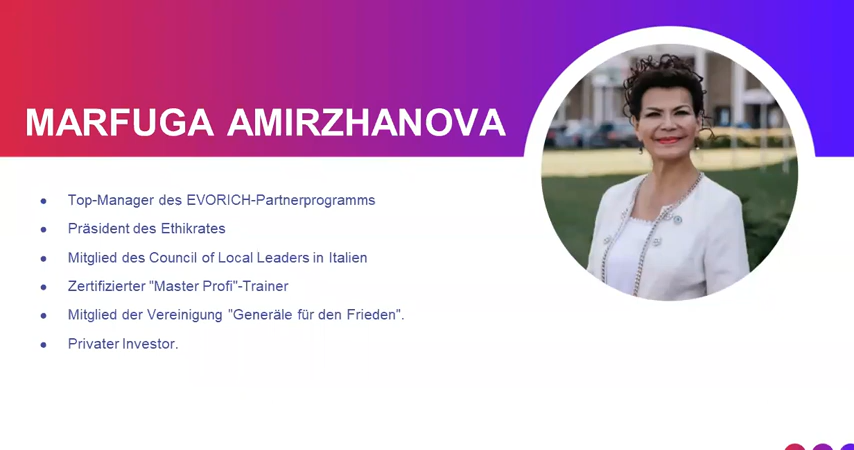 MARFUGA AMIRZHANOVA
● Top-Manager des EVORICH-Partnerprogramms
● Präsident des Ethikrates
● Mitglied des Council of Local Leaders in Italien
● Zertifizierter "Master Profi"-Trainer
● Mitglied der Vereinigung "Generäle für den Frieden".
● Privater Investor.